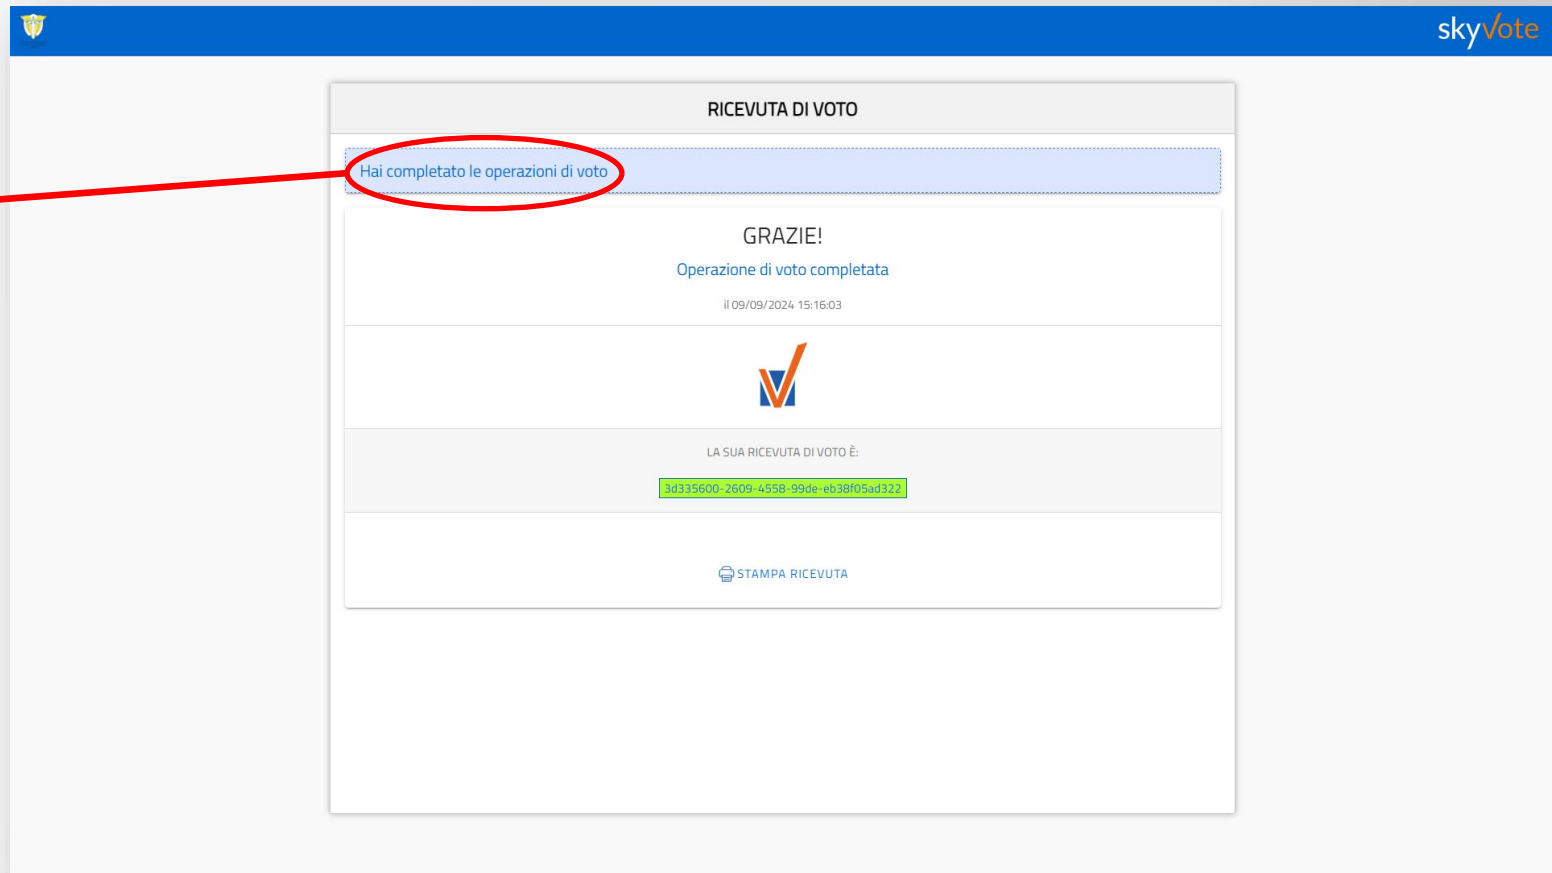 skyvote
RICEVUTA DI VOTO
Hai completato le operazioni di voto
GRAZIE!
Operazione di voto completata
il 09/09/2024 15:16:03
LA SUA RICEVUTA DI VOTO È:
3d335600-2609-4558-99de-eb38f05ad322
STAMPA RICEVUTA